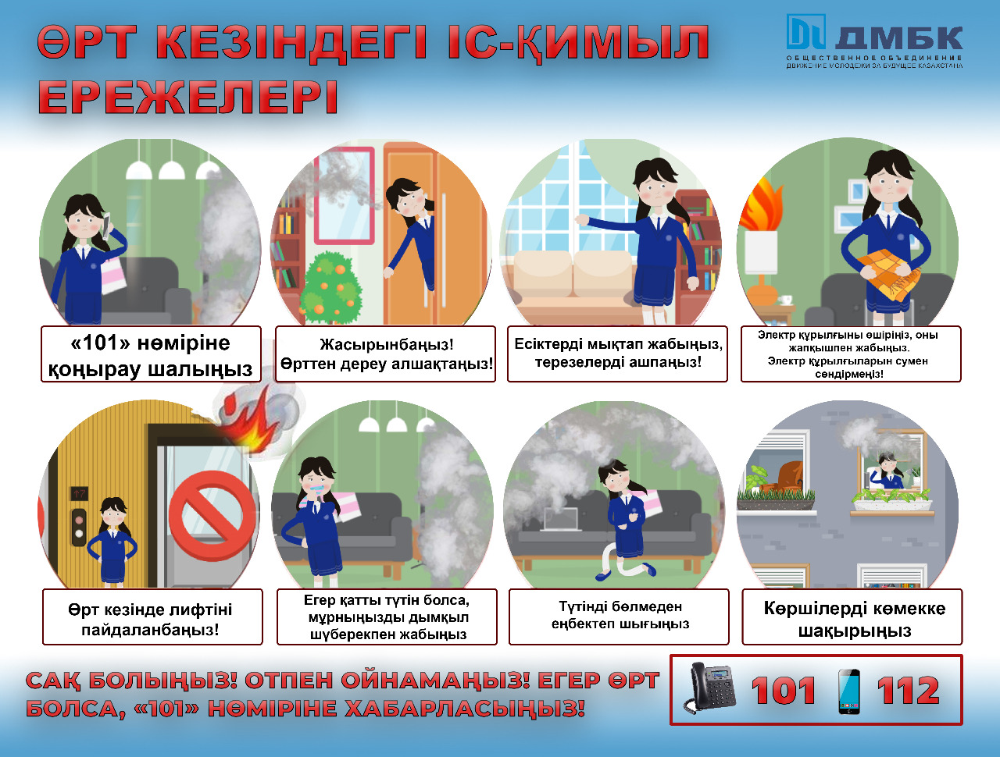 ӨРТ КЕЗІНДЕГІ ІС-ҚИМЫЛ
ЕРЕЖЕЛЕРІ
ДМБК
ОБЩЕСТВЕННОЕ ОБЪЕДИНЕНИЕ
ДВИЖЕНИЕ МОЛОДЕЖИ ЗА БУДУЩЕЕ КАЗАХСТАНА
«101» нөміріне
қоңырау шалыңыз
Жасырынбаңыз!
Өрттен дереу алшақтаңыз!
Есіктерді мықтап жабыңыз,
терезелерді ашпаңыз!
Электр құрылғыны өшіріңіз, оны
жапқышпен жабыңыз.
Электр құрылғыларын сумен
сөндірмеңіз!
Өрт кезінде лифтіні
пайдаланбаңыз!
Егер қатты түтін болса,
мұрныңызды дымқыл
шүберекпен жабыңыз
Түтінді бөлмеден
еңбектеп шығыңыз
Көршілерді көмекке
шақырыңыз
САҚ БОЛЫҢЫЗ! ОТПЕН ОЙНАМАҢЫЗ! ЕГЕР ӨРТ
БОЛСА, «101» НӨМІРІНЕ ХАБАРЛАСЫҢЫЗ!
101
112